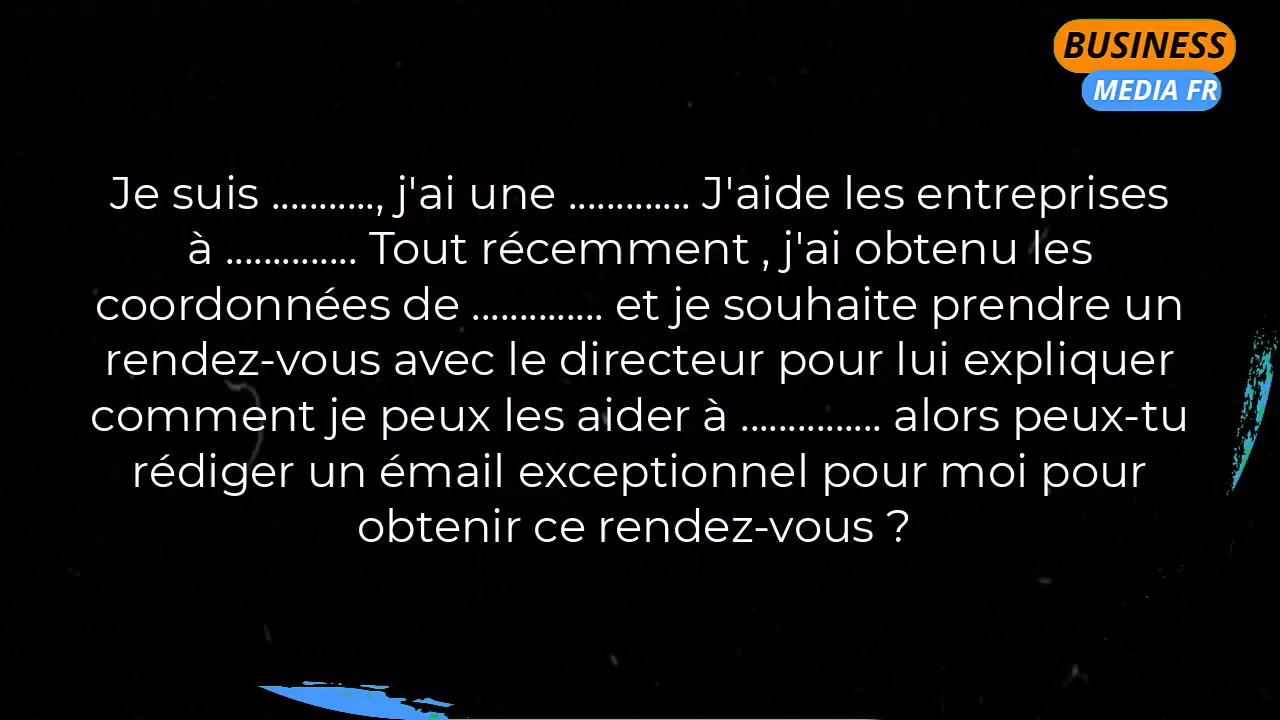 BUSINESS
MEDIA FR
Je suis ..........., j'ai une ............. J'aide les entreprises
à .............. Tout récemment , j'ai obtenu les
coordonnées de .............. et je souhaite prendre un
rendez-vous avec le directeur pour lui expliquer
comment je peux les aider à ............... alors peux-tu
rédiger un émail exceptionnel pour moi pour
obtenir ce rendez-vous ?